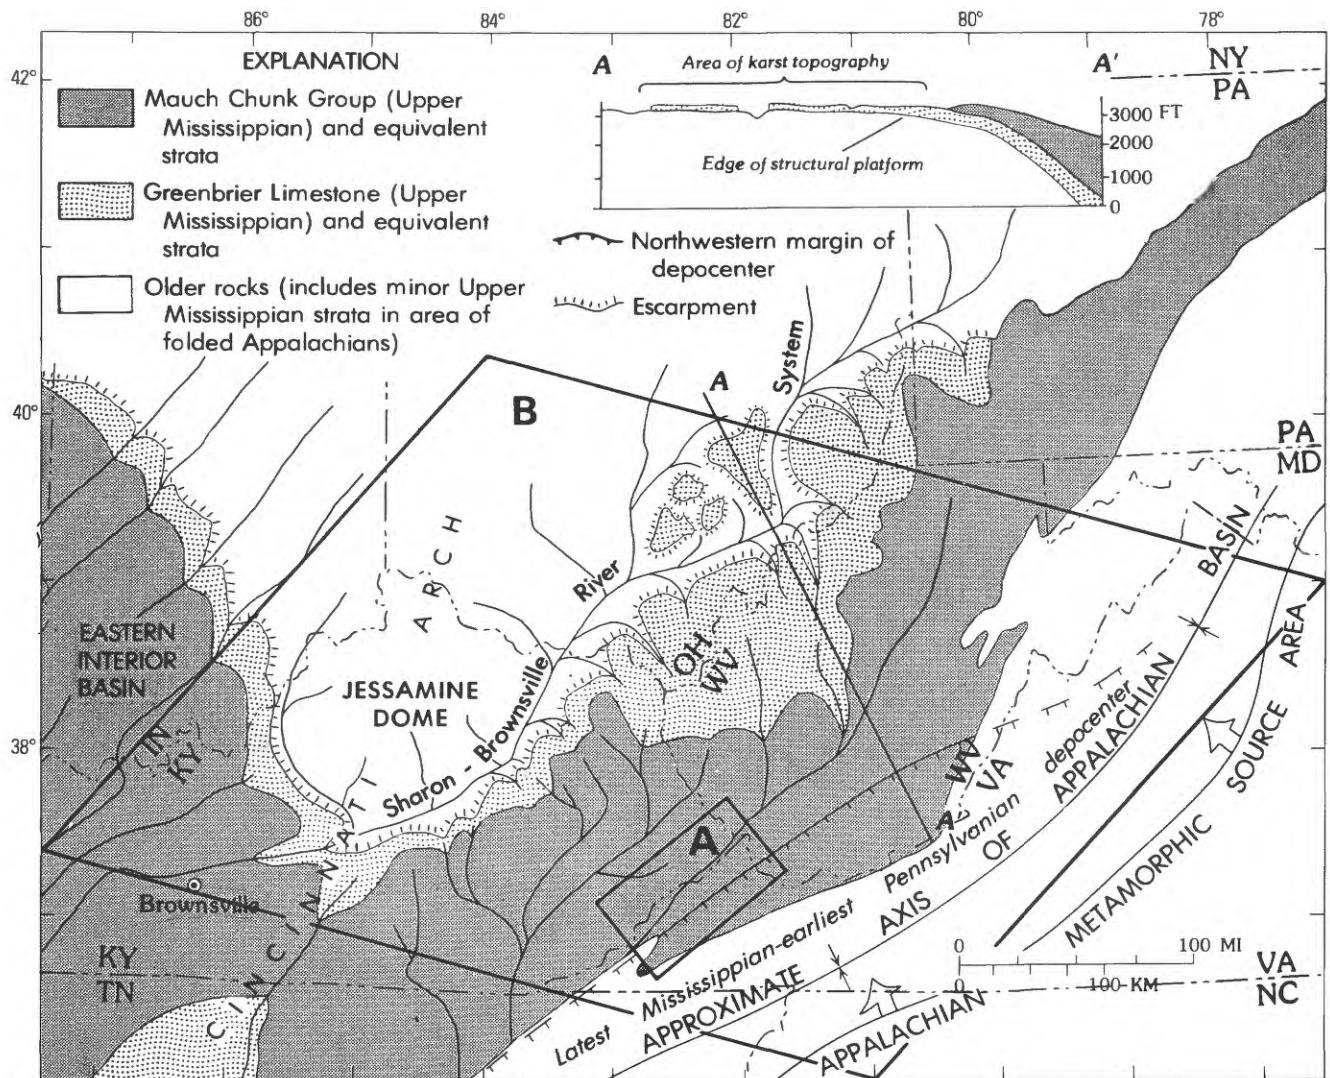 86°
84°
82°
80°
78°
42°
40°
38°
EXPLANATION
Mauch Chunk Group (Upper
Mississippian) and equivalent
strata
Greenbrier Limestone (Upper
Mississippian) and equivalent
strata
Older rocks (includes minor Upper
Mississippian strata in area of
folded Appalachians)
A
Area of karst topography
A'
Edge of structural platform
3000 FT
2000
1000
0
Northwestern margin of
depocenter
Escarpment
NY
PA
PA
MD
B
A
System
River
Sharon - Brownsville
EASTERN
INTERIOR
BASIN
JESSAMINE
DOME
CINCINNATI ARCH
OH
WV
IN
KY
WV
VA
A'
A
Brownsville
KY
TN
Latest Mississippian-earliest Pennsylvanian depocenter
APPROXIMATE AXIS OF APPALACHIAN BASIN
APPALACHIAN METAMORPHIC SOURCE AREA
0 100 MI
100 KM
VA
NC